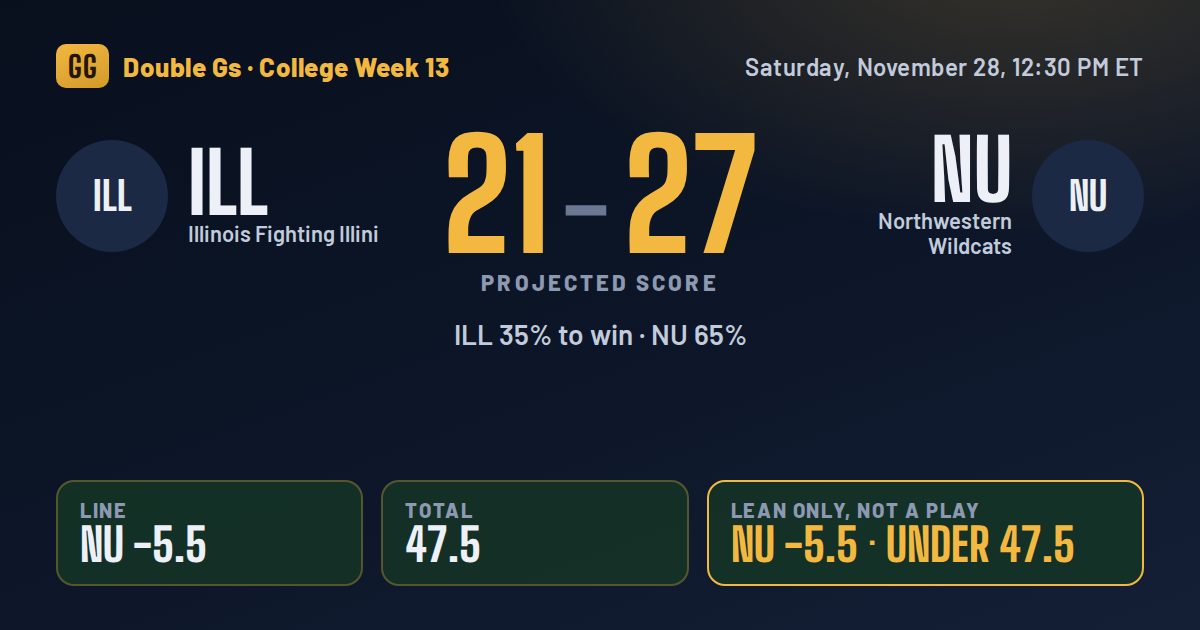 GG Double Gs · College Week 13
Saturday, November 28, 12:30 PM ET
ILL
ILL
Illinois Fighting Illini
21 – 27
PROJECTED SCORE
ILL 35% to win · NU 65%
NU
Northwestern
Wildcats
NU
LINE
NU −5.5
TOTAL
47.5
LEAN ONLY, NOT A PLAY
NU −5.5 · UNDER 47.5